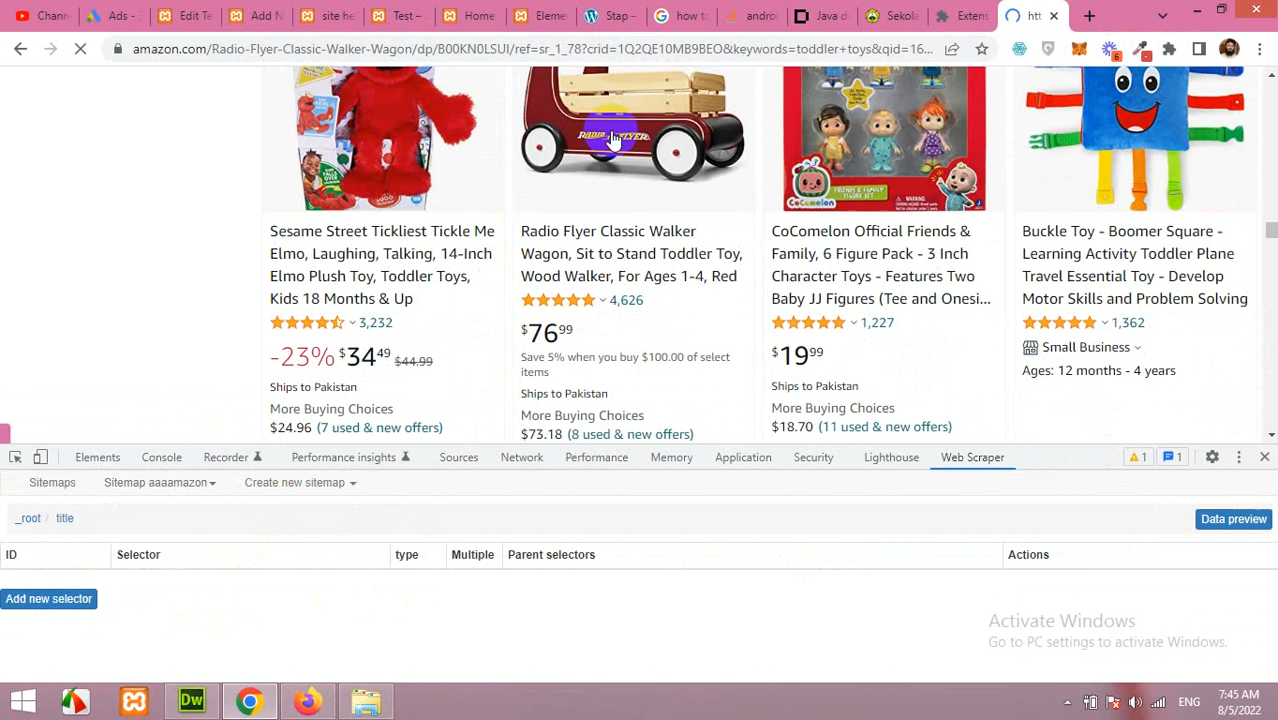 Chann
Ads -
Edit Te
Add N
site he
Test –
Home
Eleme
Stap –
how to
andro
Java d
Sekola
Extens
htt
amazon.com/Radio-Flyer-Classic-Walker-Wagon/dp/B00KN0LSUI/ref=sr_1_78?crid=1Q2QE10MB9BEO&keywords=toddler+toys&qid=16...
6
RADIO FLYER
COCOMELON
FRIENDS & FAMILY
FIGURE SET
Sesame Street Tickliest Tickle Me
Elmo, Laughing, Talking, 14-Inch
Elmo Plush Toy, Toddler Toys,
Kids 18 Months & Up
3,232
-23% $34 49 $44.99
Ships to Pakistan
More Buying Choices
$24.96 (7 used & new offers)
Radio Flyer Classic Walker
Wagon, Sit to Stand Toddler Toy,
Wood Walker, For Ages 1-4, Red
4,626
$76 99
Save 5% when you buy $100.00 of select
items
Ships to Pakistan
More Buying Choices
$73.18 (8 used & new offers)
CoComelon Official Friends &
Family, 6 Figure Pack - 3 Inch
Character Toys - Features Two
Baby JJ Figures (Tee and Onesi...
1,227
$19 99
Ships to Pakistan
More Buying Choices
$18.70 (11 used & new offers)
Buckle Toy - Boomer Square -
Learning Activity Toddler Plane
Travel Essential Toy - Develop
Motor Skills and Problem Solving
1,362
Small Business
Ages: 12 months - 4 years
Elements Console Recorder Performance insights Sources Network Performance Memory Application Security Lighthouse Web Scraper 1 1
Sitemaps Sitemap aaaamazon Create new sitemap
_root / title
Data preview
ID Selector type Multiple Parent selectors Actions
Add new selector
Activate Windows
Go to PC settings to activate Windows.
Dw
ENG
7:45 AM
8/5/2022